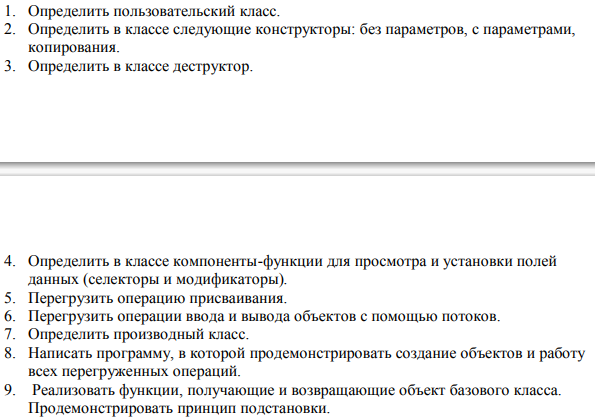 1. Определить пользовательский класс.
2. Определить в классе следующие конструкторы: без параметров, с параметрами,
копирования.
3. Определить в классе деструктор.
4. Определить в классе компоненты-функции для просмотра и установки полей
данных (селекторы и модификаторы).
5. Перегрузить операцию присваивания.
6. Перегрузить операции ввода и вывода объектов с помощью потоков.
7. Определить производный класс.
8. Написать программу, в которой продемонстрировать создание объектов и работу
всех перегруженных операций.
9. Реализовать функции, получающие и возвращающие объект базового класса.
Продемонстрировать принцип подстановки.